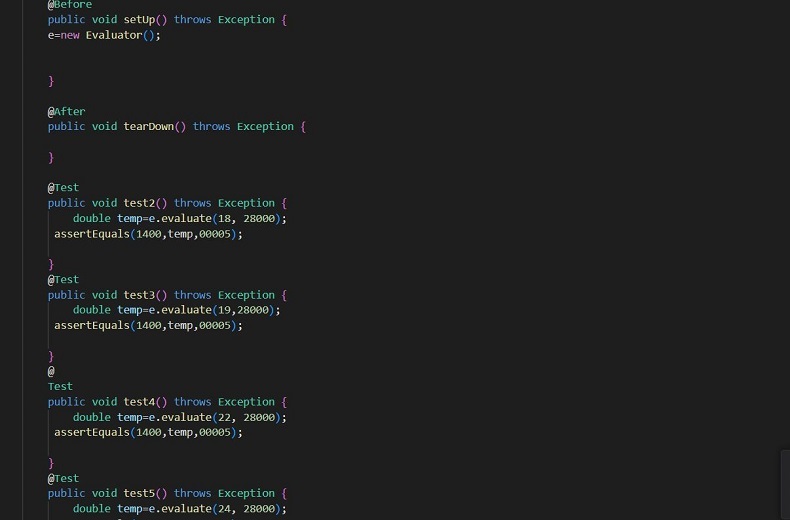 @Before
public void setUp() throws Exception {
e=new Evaluator();
}
@After
public void tearDown() throws Exception {
}
@Test
public void test2() throws Exception {
double temp=e.evaluate(18, 28000);
assertEquals(1400,temp,00005);
}
@Test
public void test3() throws Exception {
double temp=e.evaluate(19,28000);
assertEquals(1400,temp,00005);
}
@
Test
public void test4() throws Exception {
double temp=e.evaluate(22, 28000);
assertEquals(1400,temp,00005);
}
@Test
public void test5() throws Exception {
double temp=e.evaluate(24, 28000);